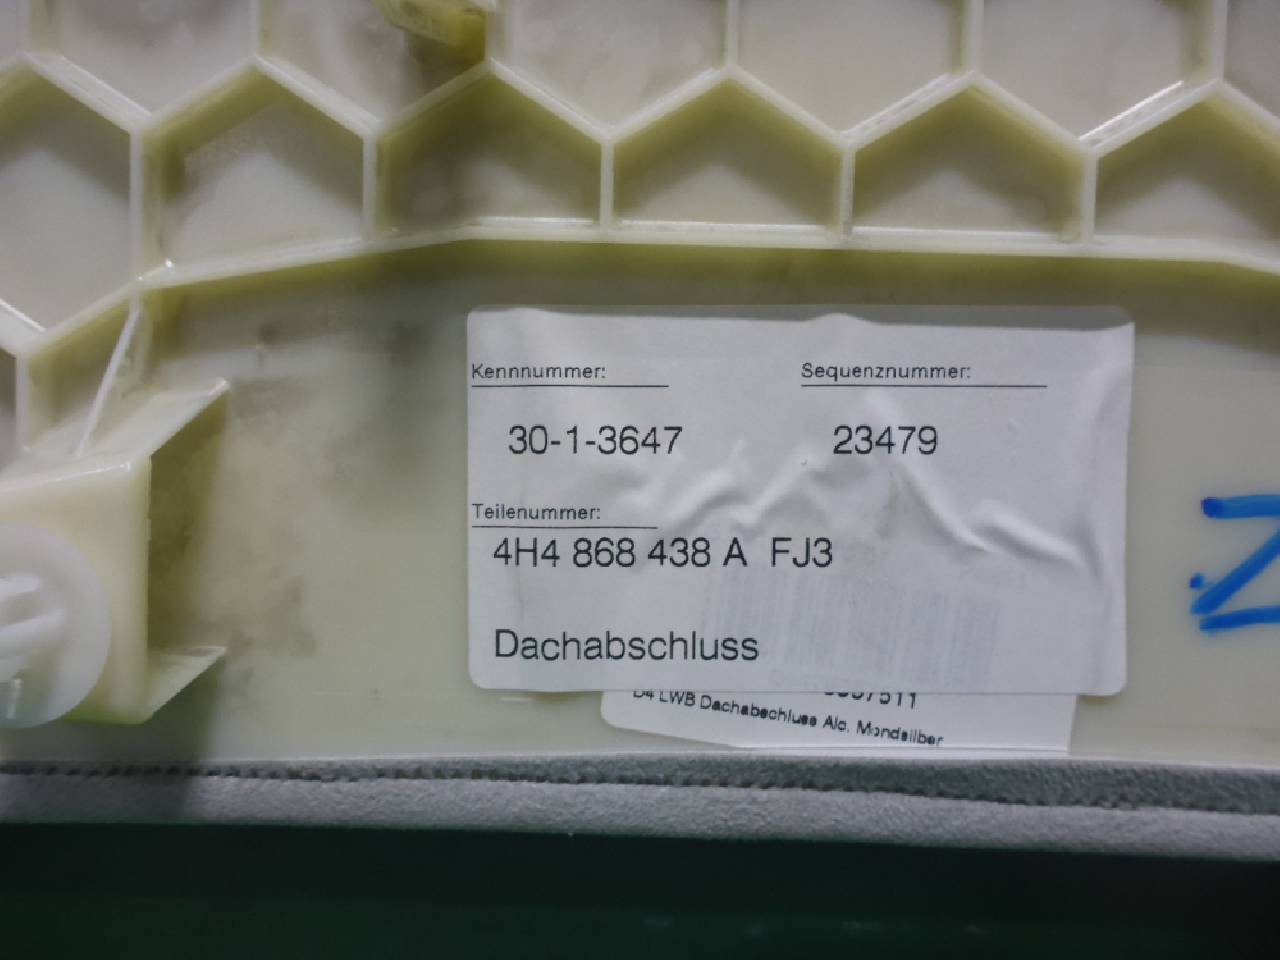 Kennnummer:
Sequenznummer:
30-1-3647
23479
Teilenummer:
4H4 868 438 A FJ3
Dachabschluss
D4 LWB Dachabschluss Alc. Mondsilber
Z